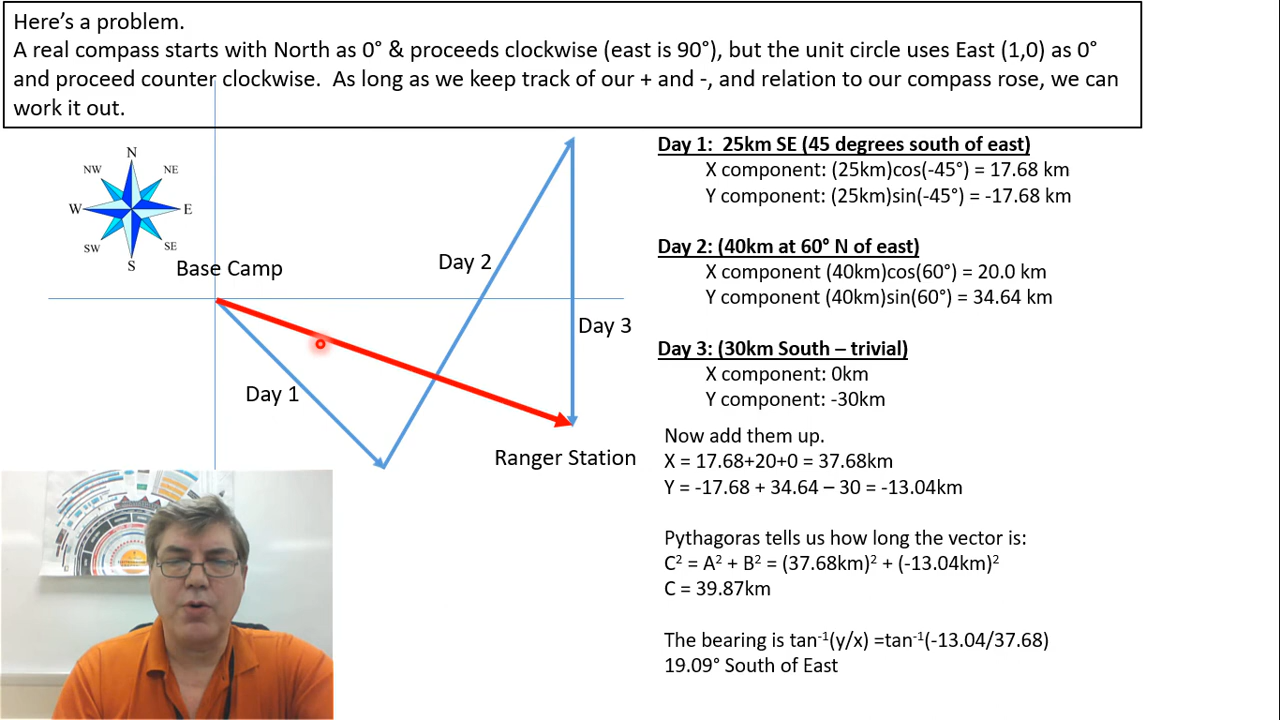 Here's a problem.
A real compass starts with North as 0° & proceeds clockwise (east is 90°), but the unit circle uses East (1,0) as 0°
and proceed counter clockwise.  As long as we keep track of our + and -, and relation to our compass rose, we can
work it out.
N
NW
NE
W
E
SW
SE
S
Base Camp
Day 1
Day 2
Day 3
Ranger Station
Day 1:  25km SE (45 degrees south of east)
X component: (25km)cos(-45°) = 17.68 km
Y component: (25km)sin(-45°) = -17.68 km
Day 2: (40km at 60° N of east)
X component (40km)cos(60°) = 20.0 km
Y component (40km)sin(60°) = 34.64 km
Day 3: (30km South – trivial)
X component: 0km
Y component: -30km
Now add them up.
X = 17.68+20+0 = 37.68km
Y = -17.68 + 34.64 – 30 = -13.04km
Pythagoras tells us how long the vector is:
C² = A² + B² = (37.68km)² + (-13.04km)²
C = 39.87km
The bearing is tan⁻¹(y/x) =tan⁻¹(-13.04/37.68)
19.09° South of East